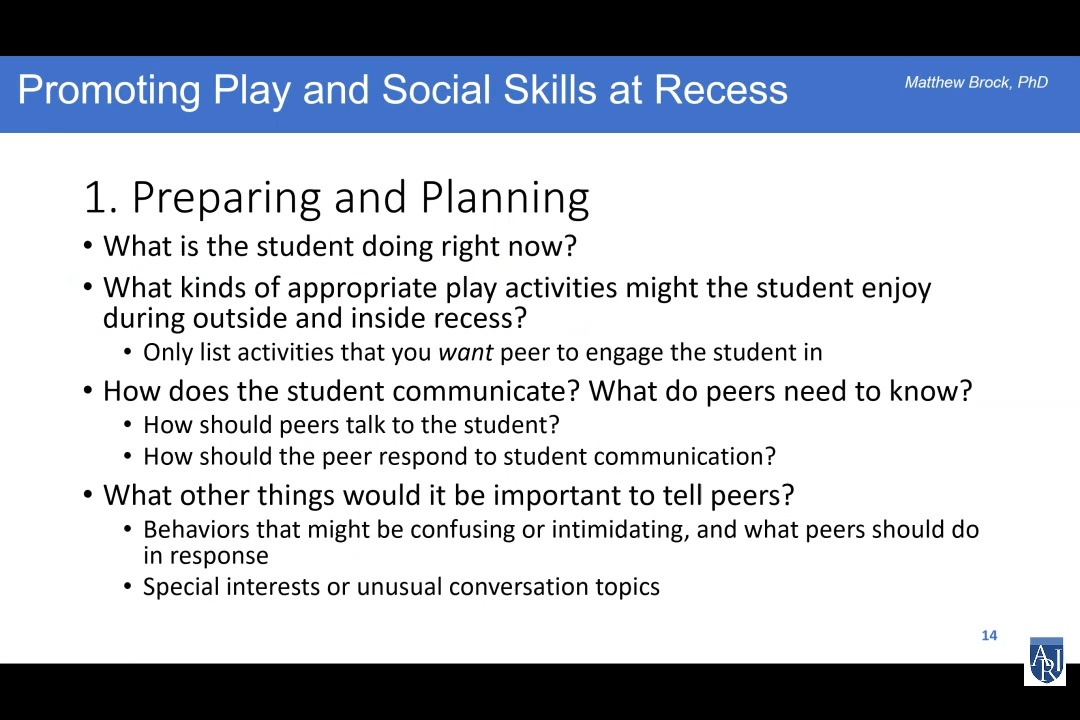 Promoting Play and Social Skills at Recess
Matthew Brock, PhD
1. Preparing and Planning
• What is the student doing right now?
• What kinds of appropriate play activities might the student enjoy
during outside and inside recess?
• Only list activities that you want peer to engage the student in
• How does the student communicate? What do peers need to know?
• How should peers talk to the student?
• How should the peer respond to student communication?
• What other things would it be important to tell peers?
• Behaviors that might be confusing or intimidating, and what peers should do
in response
• Special interests or unusual conversation topics
14
ARI